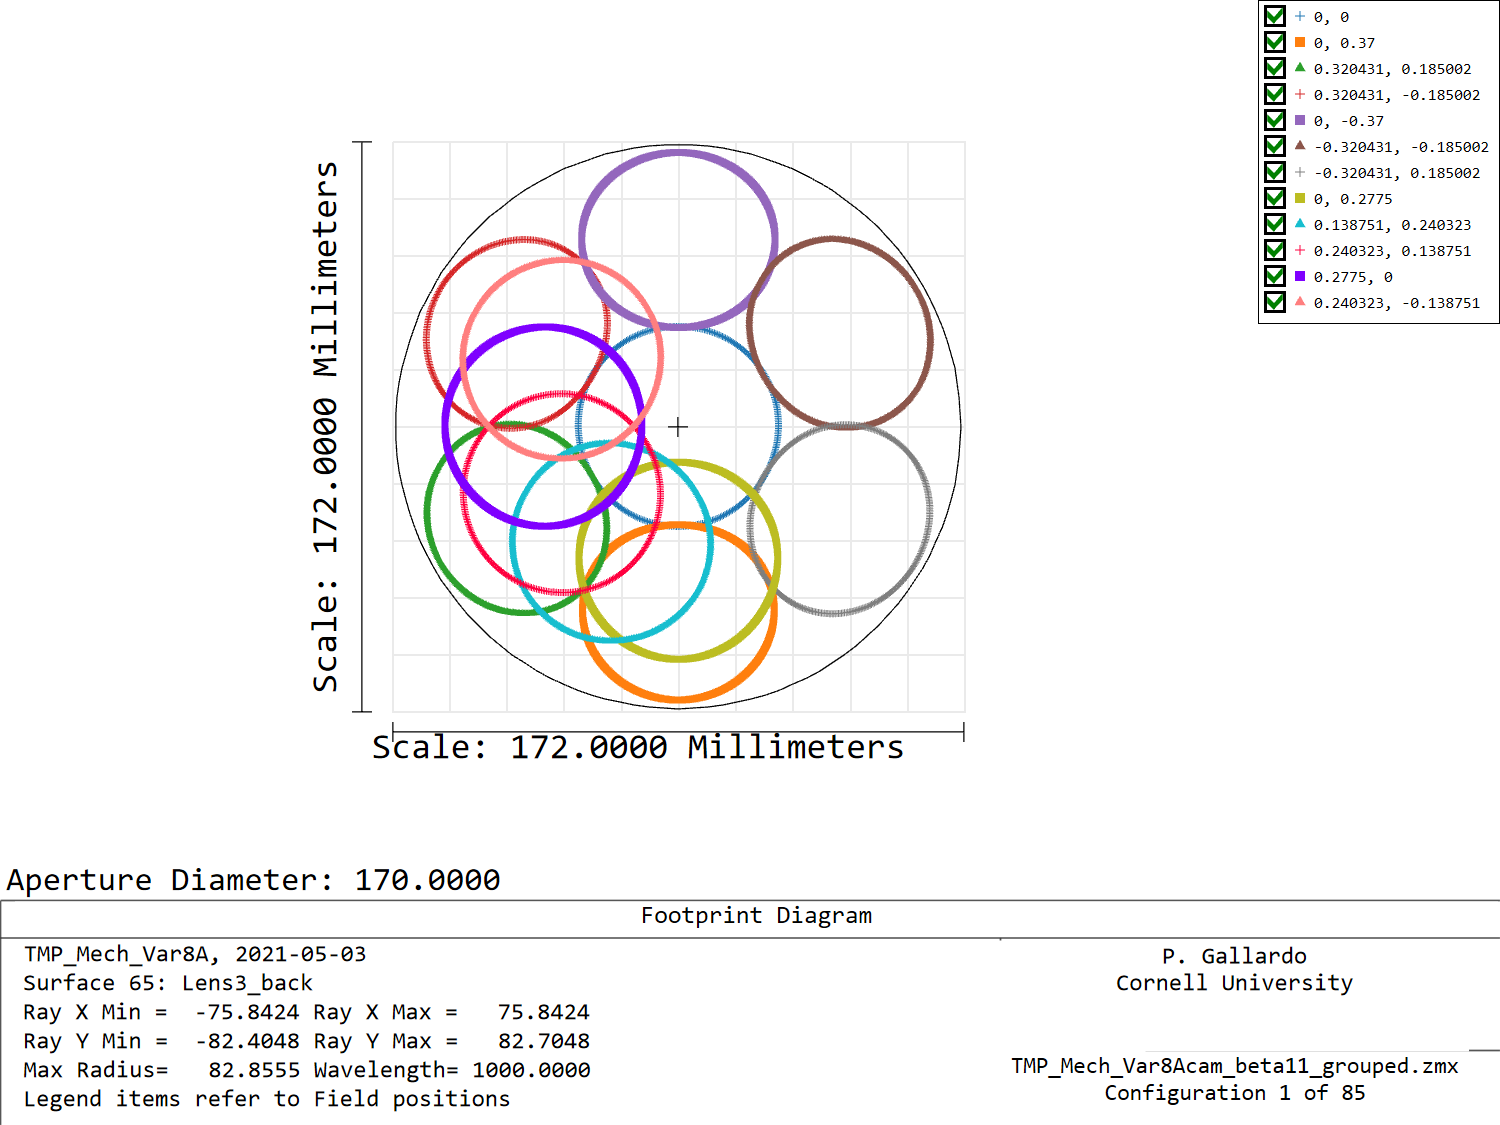 0, 0
0, 0.37
0.320431, 0.185002
0.320431, -0.185002
0, -0.37
-0.320431, -0.185002
-0.320431, 0.185002
0, 0.2775
0.138751, 0.240323
0.240323, 0.138751
0.2775, 0
0.240323, -0.138751
Scale: 172.0000 Millimeters
Scale: 172.0000 Millimeters
Aperture Diameter: 170.0000
Footprint Diagram
TMP_Mech_Var8A, 2021-05-03
Surface 65: Lens3_back
Ray X Min = -75.8424 Ray X Max = 75.8424
Ray Y Min = -82.4048 Ray Y Max = 82.7048
Max Radius= 82.8555 Wavelength= 1000.0000
Legend items refer to Field positions
P. Gallardo
Cornell University
TMP_Mech_Var8Acam_beta11_grouped.zmx
Configuration 1 of 85